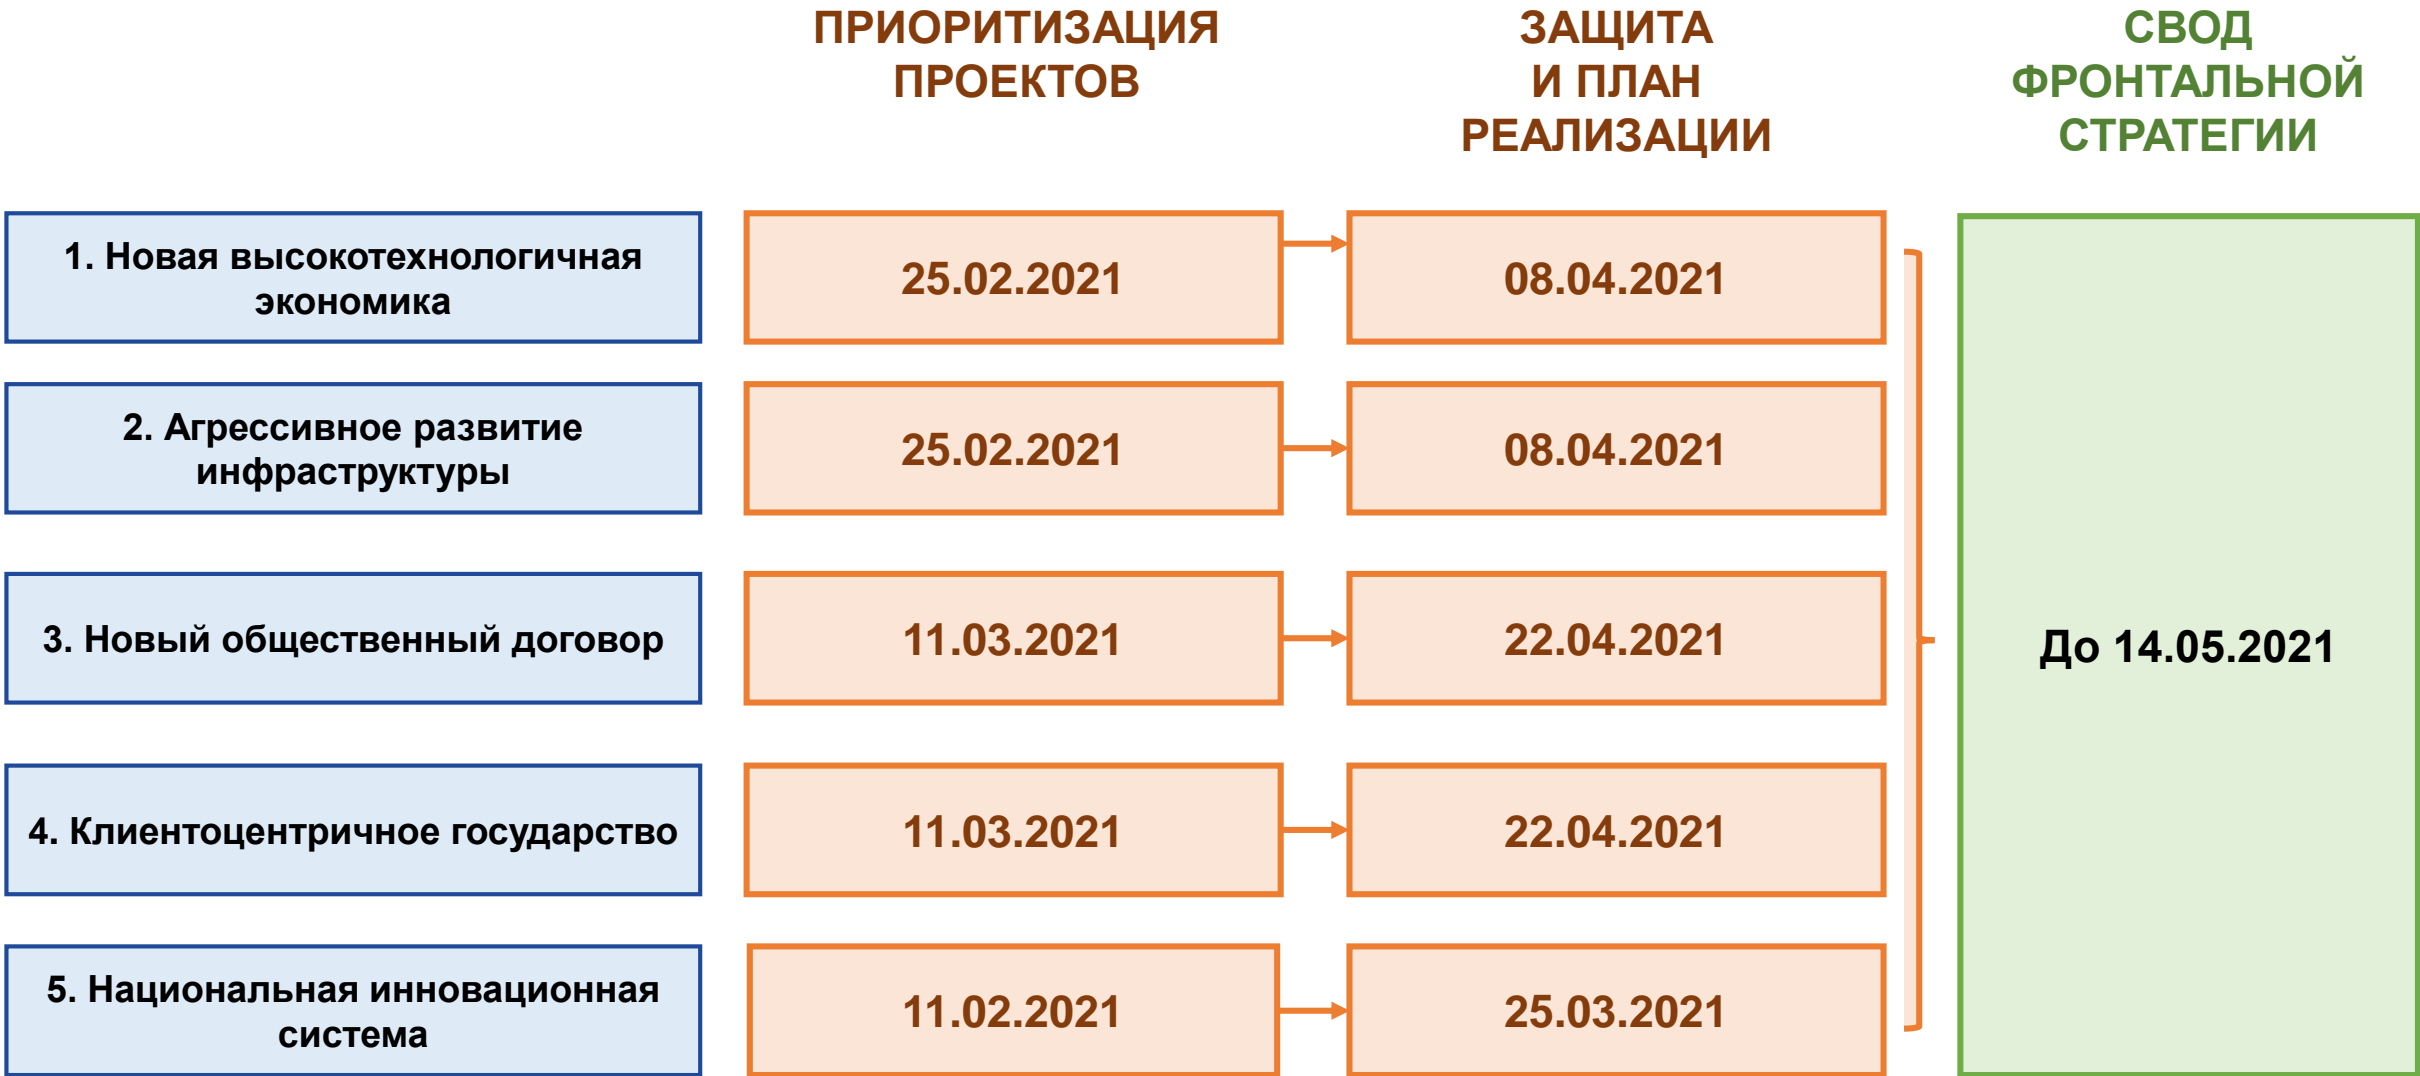 ПРИОРИТИЗАЦИЯ
ПРОЕКТОВ
ЗАЩИТА
И ПЛАН
РЕАЛИЗАЦИИ
СВОД
ФРОНТАЛЬНОЙ
СТРАТЕГИИ
1. Новая высокотехнологичная
экономика
25.02.2021
08.04.2021
2. Агрессивное развитие
инфраструктуры
25.02.2021
08.04.2021
3. Новый общественный договор
11.03.2021
22.04.2021
До 14.05.2021
4. Клиентоцентричное государство
11.03.2021
22.04.2021
5. Национальная инновационная
система
11.02.2021
25.03.2021